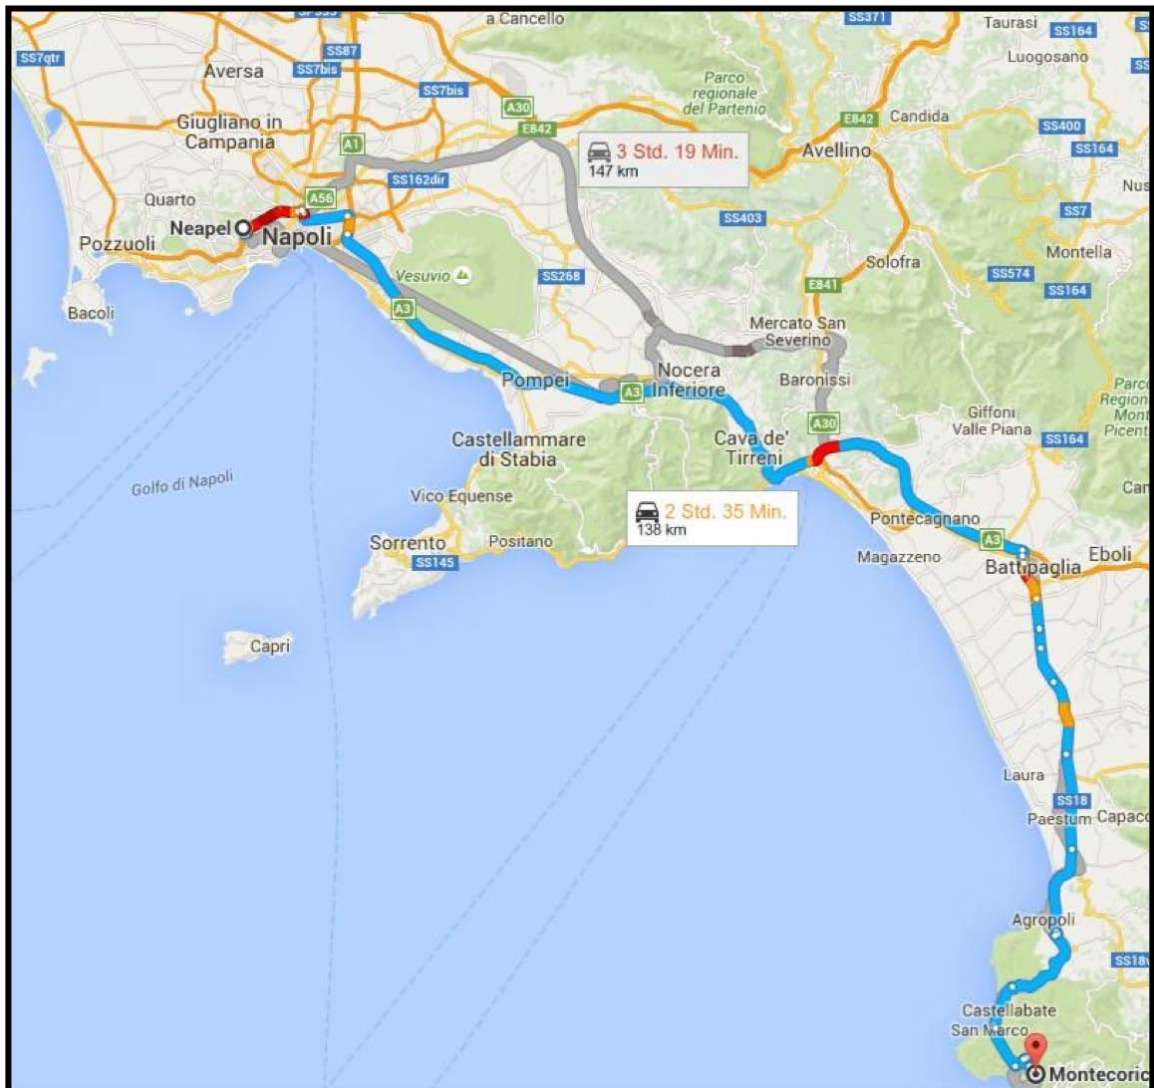 SS7qtr
Aversa
SS87
SS7bis
SS7bis
a Cancello
SS371
Taurasi
SS164
Luogosano
Parco
regionale
del Partenio
A30
E842
Giugliano in
Campania
A1
E842
Candida
SS400
SS164
Avellino
3 Std. 19 Min.
147 km
SS162dir
A56
Quarto
Neapel
Napoli
Pozzuoli
SS403
SS7
Montella
Solofra
SS574
SS164
Vesuvio
SS268
E841
Bacoli
A3
Mercato San
Severino
Pompei
Nocera
Inferiore
Baronissi
A3
A30
Giffoni
Valle Piana
SS164
Castellammare
di Stabia
Cava de'
Tirreni
Golfo di Napoli
Vico Equense
2 Std. 35 Min.
138 km
Pontecagnano
Sorrento
Positano
SS145
Magazzeno
A3
Battipaglia
Eboli
Capri
Laura
SS18
Paestum
Capacc
Agropoli
SS18v
Castellabate
San Marco
Montecoric